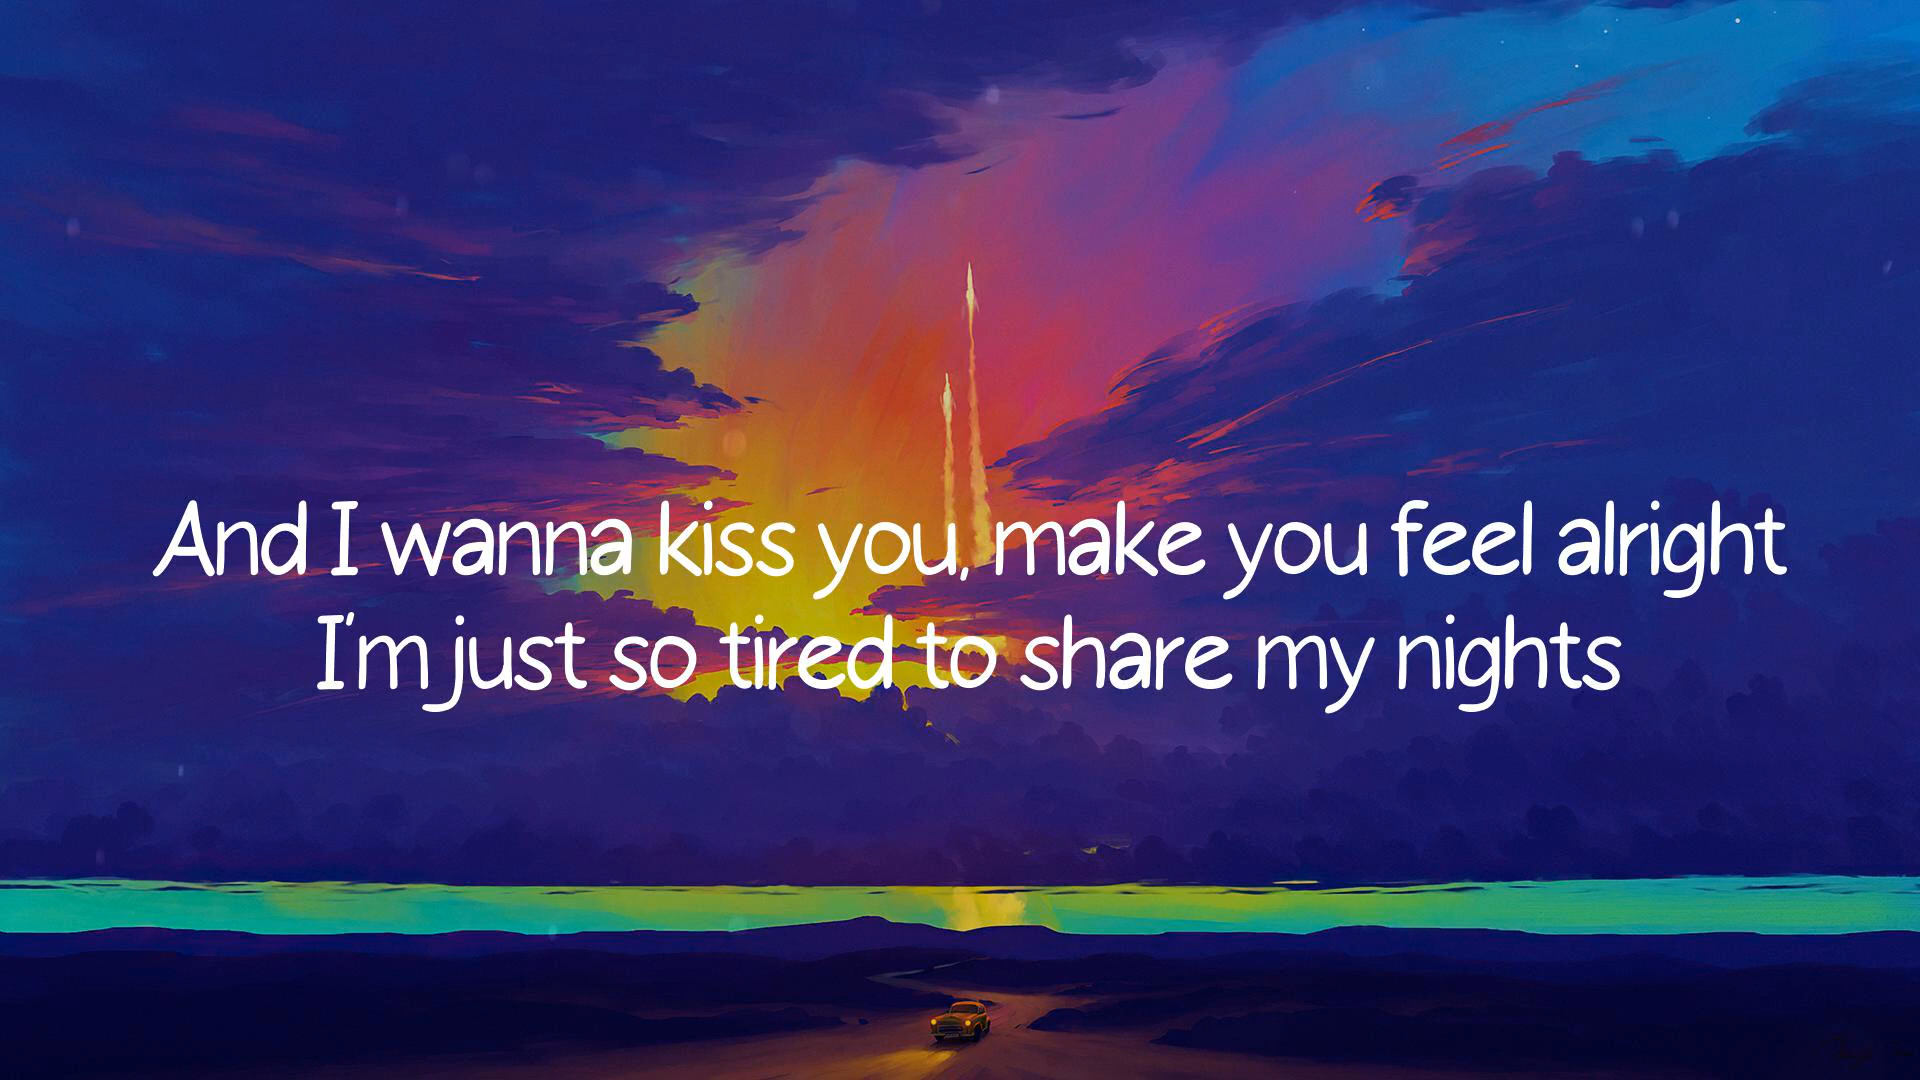 And I wanna kiss you, make you feel alright
I'm just so tired to share my nights